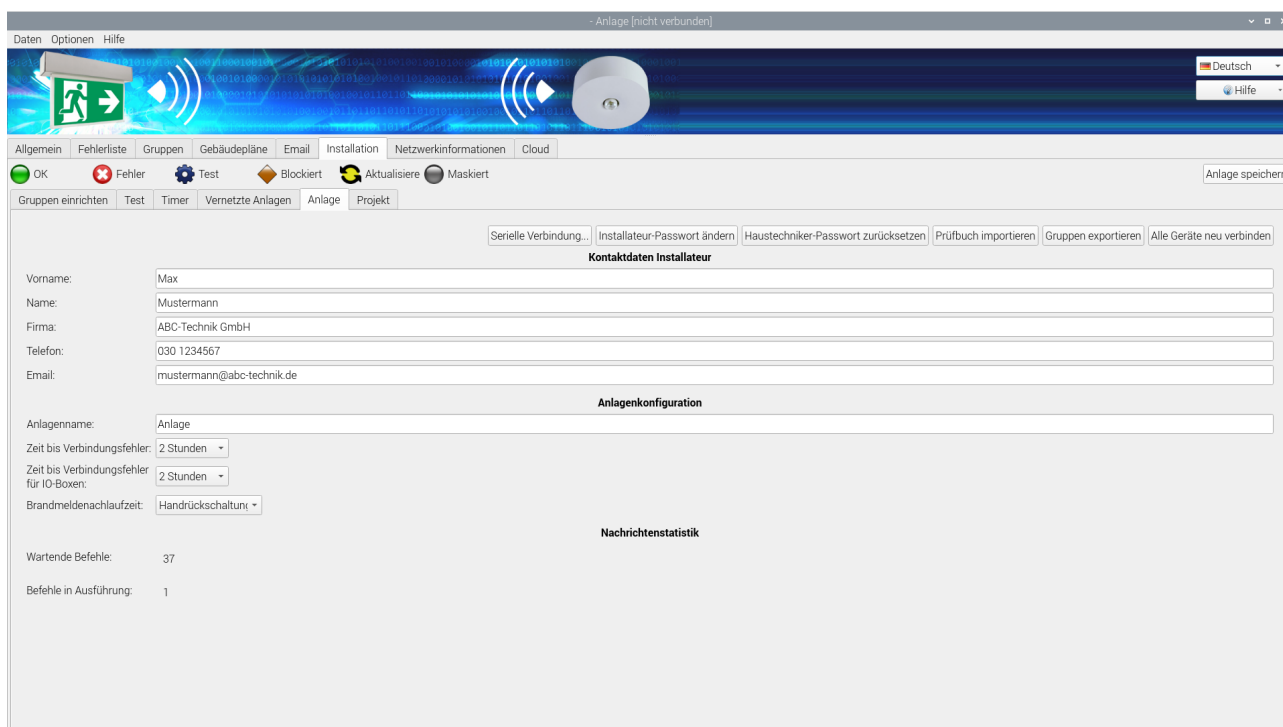 - Anlage [nicht verbunden]
Daten Optionen Hilfe
Deutsch
Hilfe
Allgemein Fehlerliste Gruppen Gebäudepläne Email Installation Netzwerkinformationen Cloud
OK Fehler Test Blockiert Aktualisiere Maskiert Anlage speichern
Gruppen einrichten Test Timer Vernetzte Anlagen Anlage Projekt
Serielle Verbindung... Installateur-Passwort ändern Haustechniker-Passwort zurücksetzen Prüfbuch importieren Gruppen exportieren Alle Geräte neu verbinden
Kontaktdaten Installateur
Vorname: Max
Name: Mustermann
Firma: ABC-Technik GmbH
Telefon: 030 1234567
Email: mustermann@abc-technik.de
Anlagenkonfiguration
Anlagenname: Anlage
Zeit bis Verbindungsfehler: 2 Stunden
Zeit bis Verbindungsfehler
für IO-Boxen: 2 Stunden
Brandmeldenachlaufzeit: Handrückschaltung
Nachrichtenstatistik
Wartende Befehle: 37
Befehle in Ausführung: 1